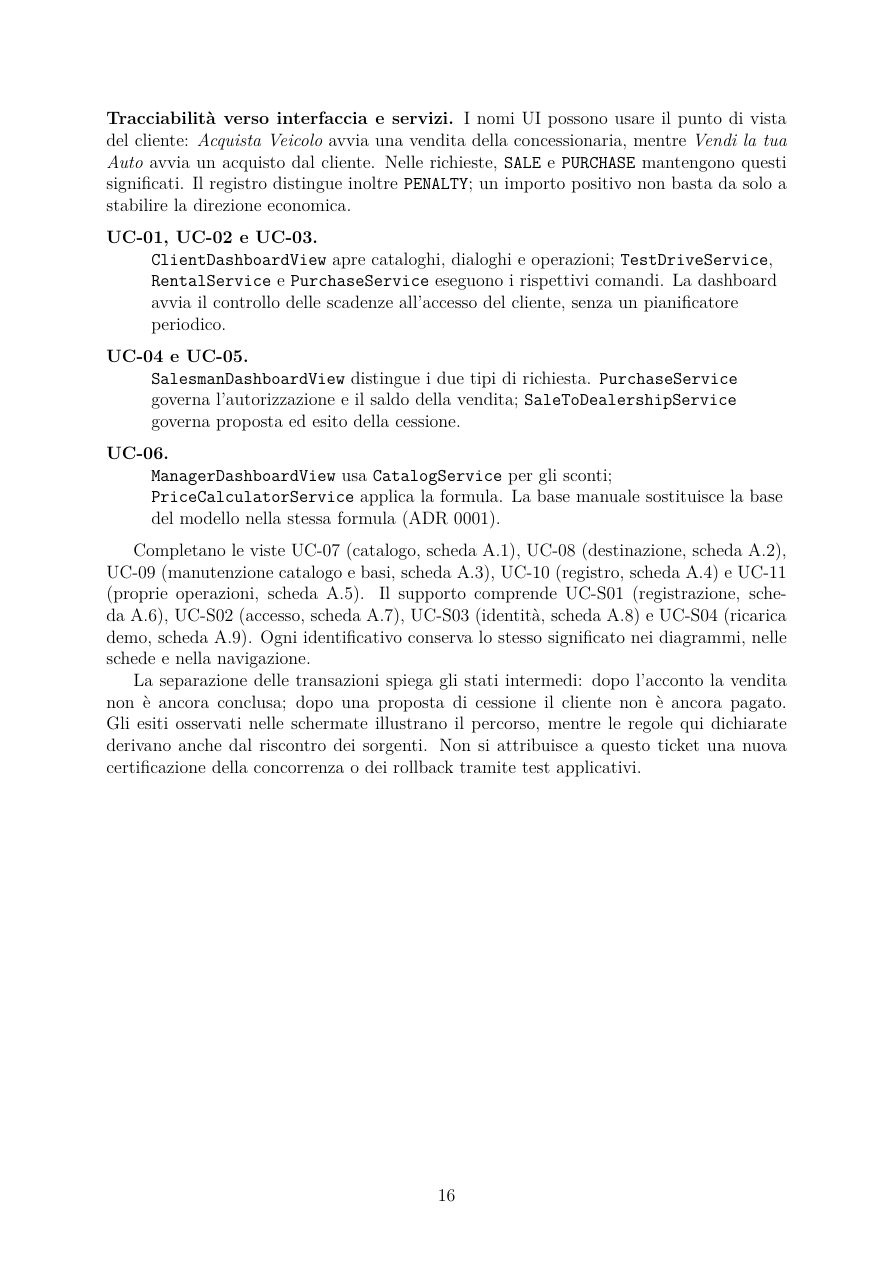 Tracciabilità verso interfaccia e servizi. I nomi UI possono usare il punto di vista
del cliente: Acquista Veicolo avvia una vendita della concessionaria, mentre Vendi la tua
Auto avvia un acquisto dal cliente. Nelle richieste, SALE e PURCHASE mantengono questi
significati. Il registro distingue inoltre PENALTY; un importo positivo non basta da solo a
stabilire la direzione economica.
UC-01, UC-02 e UC-03.
ClientDashboardView apre cataloghi, dialoghi e operazioni; TestDriveService,
RentalService e PurchaseService eseguono i rispettivi comandi. La dashboard
avvia il controllo delle scadenze all'accesso del cliente, senza un pianificatore
periodico.
UC-04 e UC-05.
SalesmanDashboardView distingue i due tipi di richiesta. PurchaseService
governa l'autorizzazione e il saldo della vendita; SaleToDealershipService
governa proposta ed esito della cessione.
UC-06.
ManagerDashboardView usa CatalogService per gli sconti;
PriceCalculatorService applica la formula. La base manuale sostituisce la base
del modello nella stessa formula (ADR 0001).
Completano le viste UC-07 (catalogo, scheda A.1), UC-08 (destinazione, scheda A.2),
UC-09 (manutenzione catalogo e basi, scheda A.3), UC-10 (registro, scheda A.4) e UC-11
(proprie operazioni, scheda A.5). Il supporto comprende UC-S01 (registrazione, sche-
da A.6), UC-S02 (accesso, scheda A.7), UC-S03 (identità, scheda A.8) e UC-S04 (ricarica
demo, scheda A.9). Ogni identificativo conserva lo stesso significato nei diagrammi, nelle
schede e nella navigazione.
La separazione delle transazioni spiega gli stati intermedi: dopo l'acconto la vendita
non è ancora conclusa; dopo una proposta di cessione il cliente non è ancora pagato.
Gli esiti osservati nelle schermate illustrano il percorso, mentre le regole qui dichiarate
derivano anche dal riscontro dei sorgenti. Non si attribuisce a questo ticket una nuova
certificazione della concorrenza o dei rollback tramite test applicativi.
16